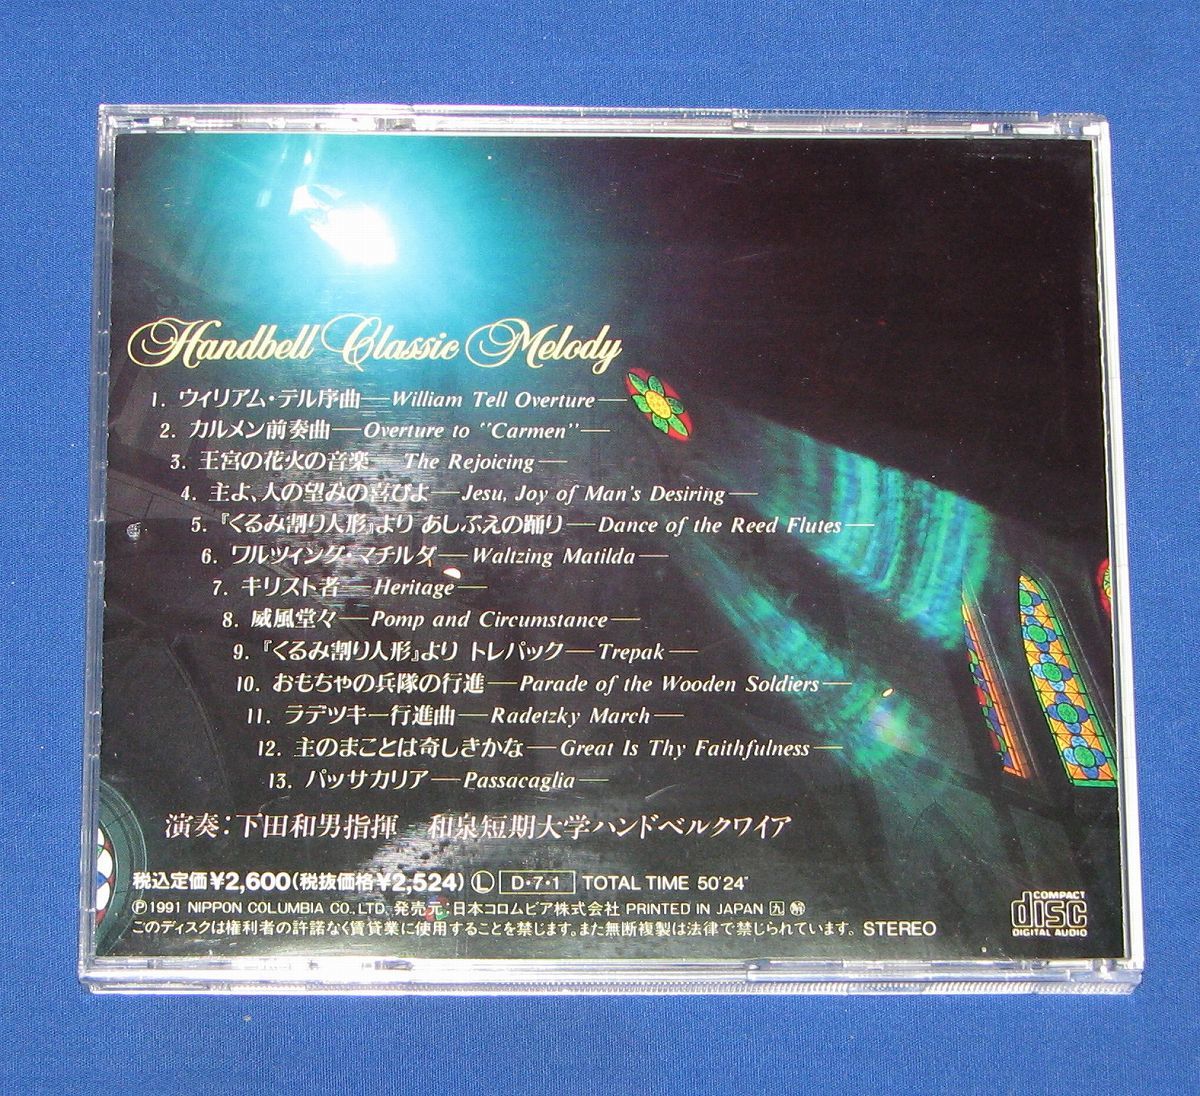 Handbell Classic Melody
1. ウィリアム・テル序曲—William Tell Overture—
2. カルメン前奏曲—Overture to "Carmen"—
3. 王宮の花火の音楽—The Rejoicing—
4. 主よ、人の望みの喜びよ—Jesu, Joy of Man's Desiring—
5. 『くるみ割り人形』より あしぶえの踊り—Dance of the Reed Flutes—
6. ワルツィング・マチルダ—Waltzing Matilda—
7. キリスト者—Heritage—
8. 威風堂々—Pomp and Circumstance—
9. 『くるみ割り人形』より トレパック—Trepak—
10. おもちゃの兵隊の行進—Parade of the Wooden Soldiers—
11. ラデツキー行進曲—Radetzky March—
12. 主のまことは奇しきかな—Great Is Thy Faithfulness—
13. パッサカリア—Passacaglia—
演奏：下田和男指揮 和泉短期大学ハンドベルクワイア
税込定価¥2,600(税抜価格¥2,524) Ⓛ D・7・1 TOTAL TIME 50'24"
Ⓟ1991 NIPPON COLUMBIA CO., LTD. 発売元：日本コロムビア株式会社 PRINTED IN JAPAN 九 解
このディスクは権利者の許諾なく賃貸業に使用することを禁じます。また無断複製は法律で禁じられています。 STEREO
COMPACT
disc
DIGITAL AUDIO